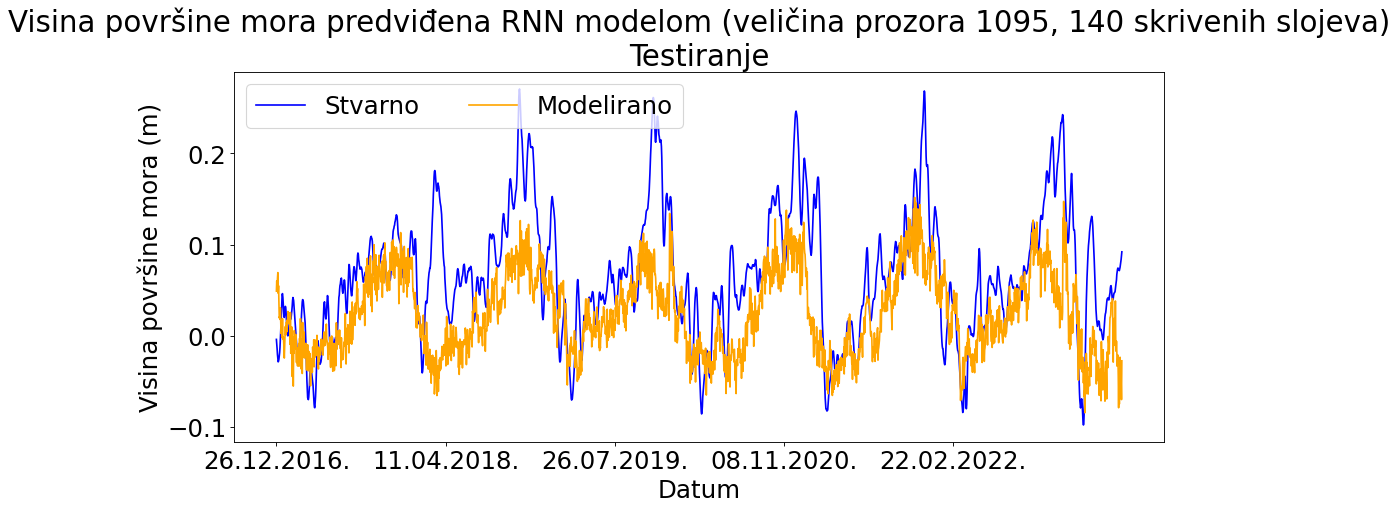 Visina površine mora predviđena RNN modelom (veličina prozora 1095, 140 skrivenih slojeva)
Testiranje
Stvarno
Modelirano
Visina površine mora (m)
0.2
0.1
0.0
−0.1
26.12.2016.
11.04.2018.
26.07.2019.
08.11.2020.
22.02.2022.
Datum